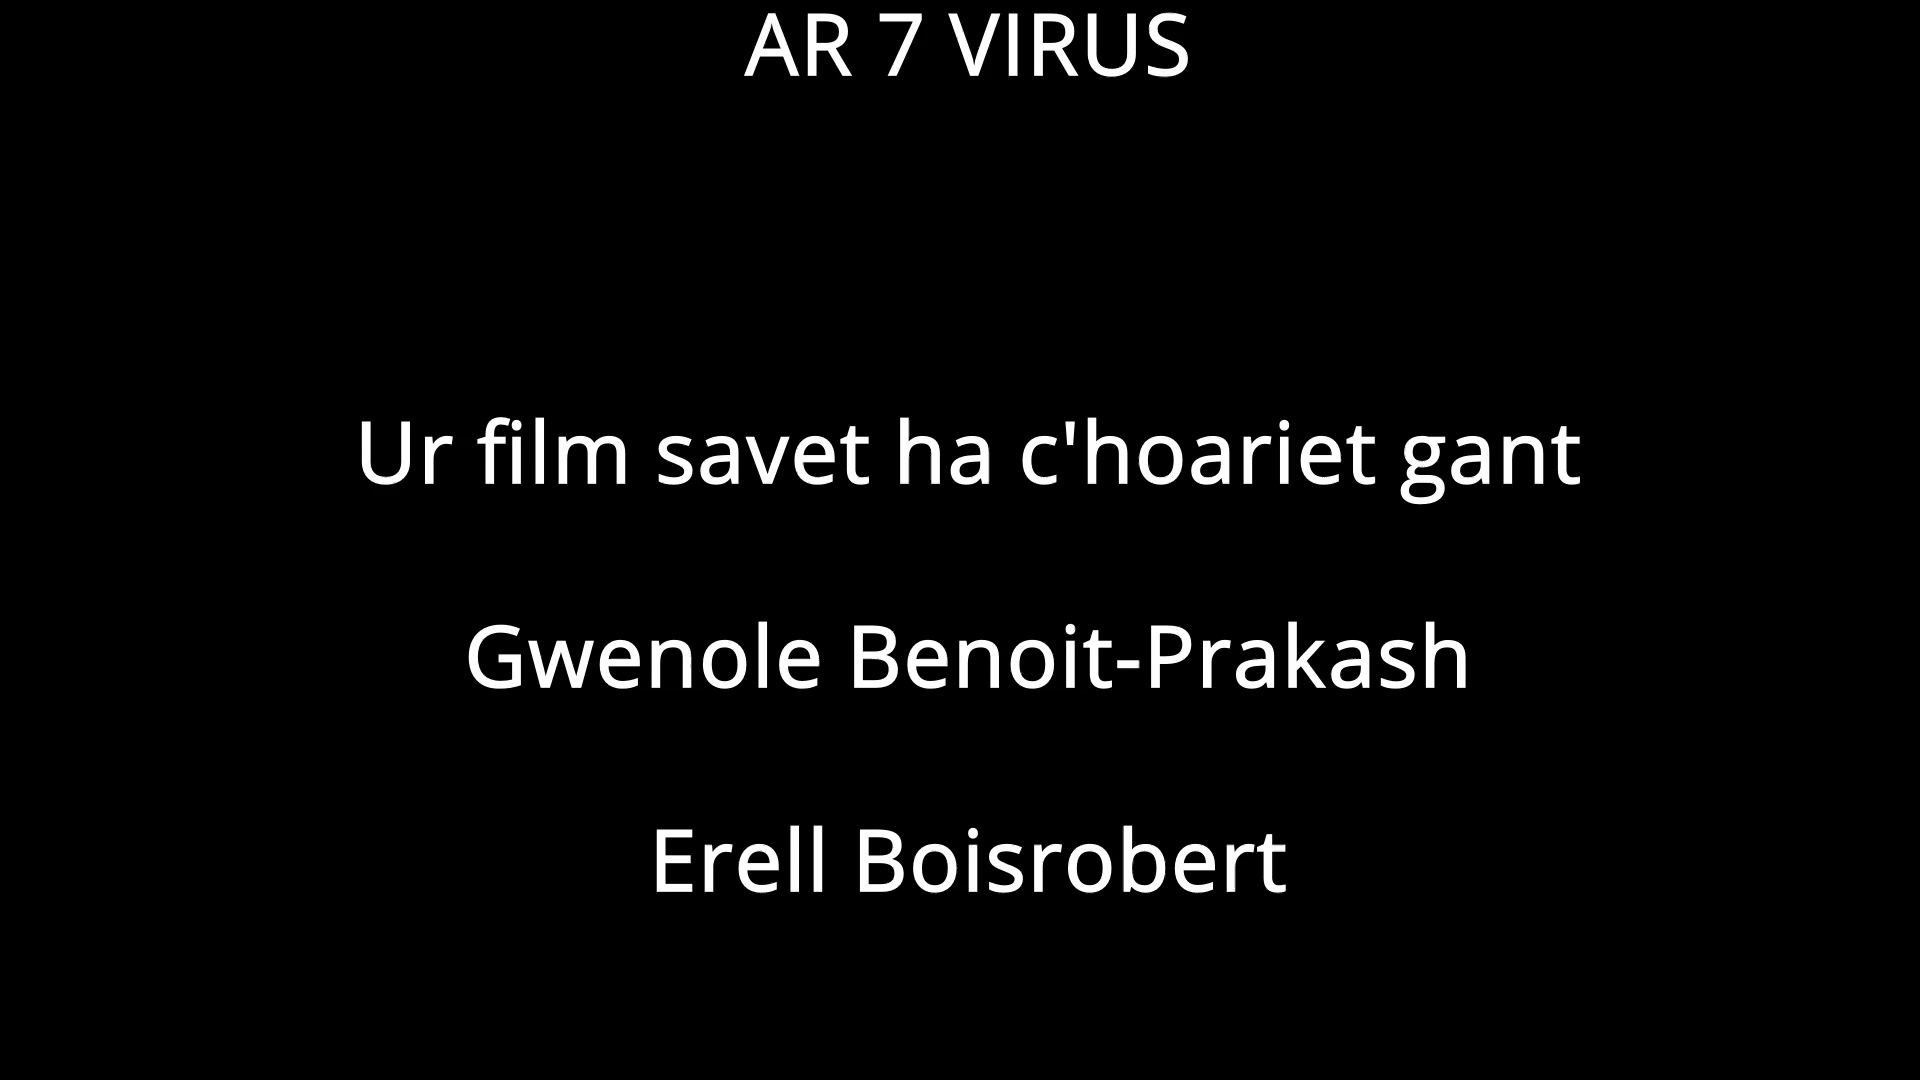 AR 7 VIRUS
Ur film savet ha c'hoariet gant
Gwenole Benoit-Prakash
Erell Boisrobert